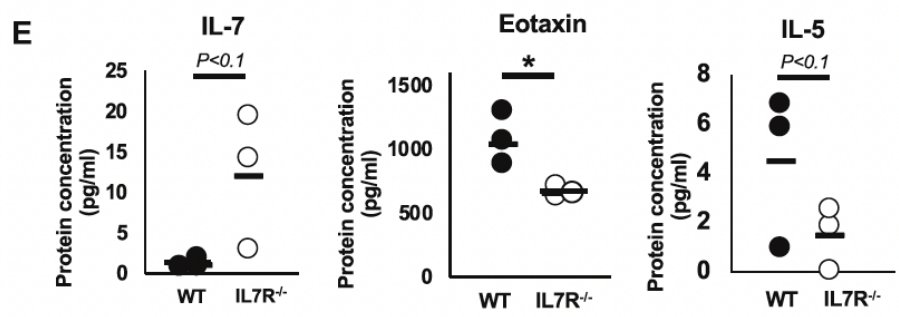 E
IL-7
P<0.1
Protein concentration
(pg/ml)
25
20
15
10
5
0
WT
IL7R-/-
Eotaxin
*
Protein concentration
(pg/ml)
1500
1000
500
0
WT
IL7R-/-
IL-5
P<0.1
Protein concentration
(pg/ml)
8
6
4
2
0
WT
IL7R-/-